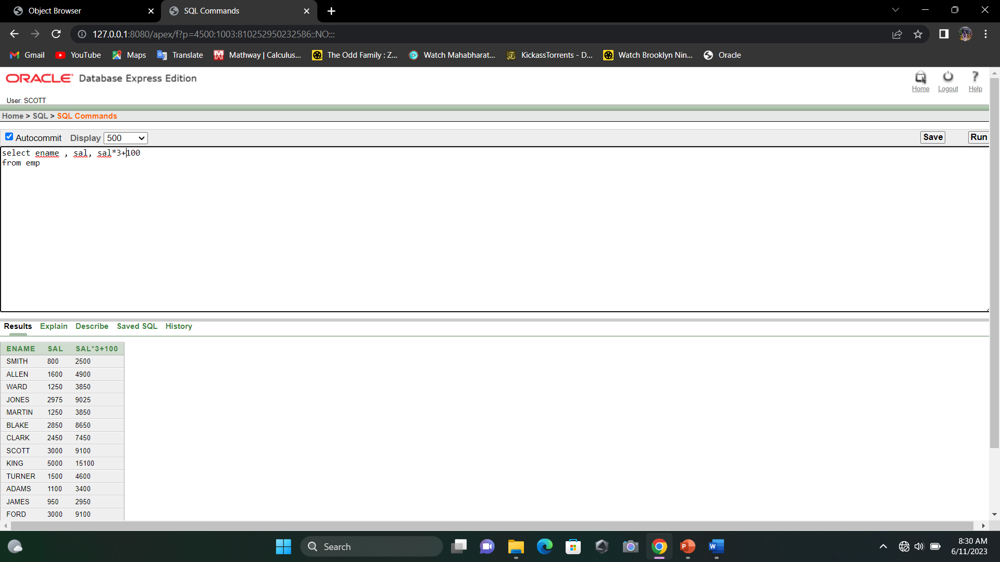 Object Browser
SQL Commands
127.0.0.1:8080/apex/f?p=4500:1003:810252950232586::NO:::
Gmail YouTube Maps Translate Mathway | Calculus... The Odd Family : Z... Watch Mahabharat... KickassTorrents - D... Watch Brooklyn Nin... Oracle
ORACLE Database Express Edition
Home Logout Help
User: SCOTT
Home > SQL > SQL Commands
Autocommit Display 500 Save Run
select ename , sal, sal*3+100
from emp
Results Explain Describe Saved SQL History
ENAME SAL SAL*3+100
SMITH 800 2500
ALLEN 1600 4900
WARD 1250 3850
JONES 2975 9025
MARTIN 1250 3850
BLAKE 2850 8650
CLARK 2450 7450
SCOTT 3000 9100
KING 5000 15100
TURNER 1500 4600
ADAMS 1100 3400
JAMES 950 2950
FORD 3000 9100
Search
8:30 AM
6/11/2023